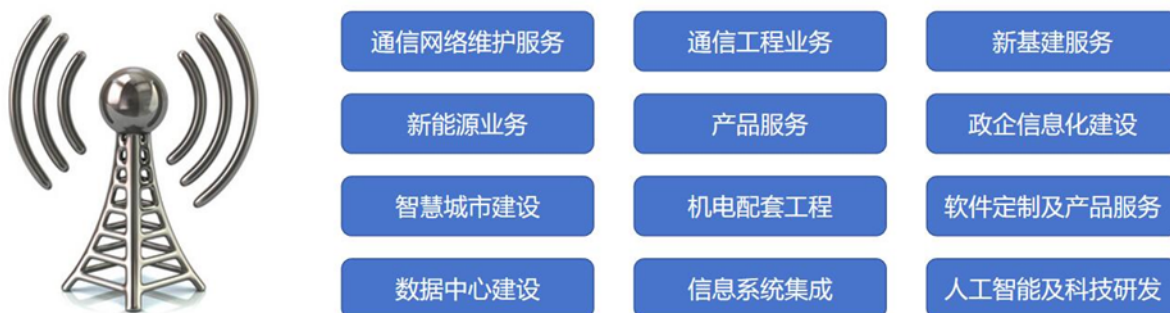 通信网络维护服务
通信工程业务
新基建服务
新能源业务
产品服务
政企信息化建设
智慧城市建设
机电配套工程
软件定制及产品服务
数据中心建设
信息系统集成
人工智能及科技研发